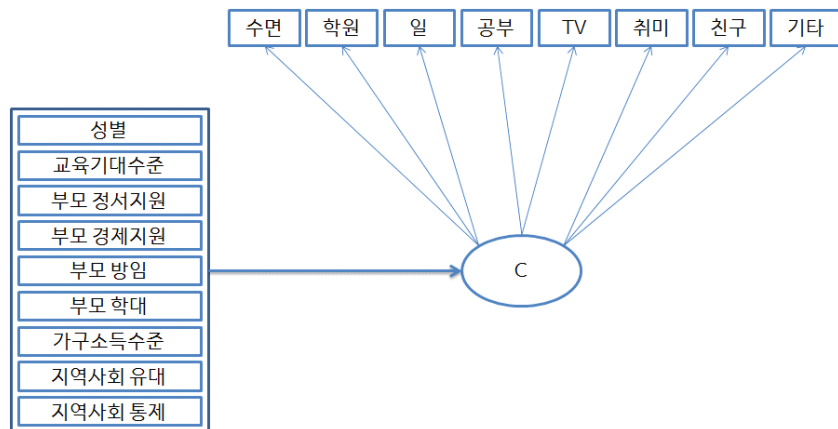 수면 학원 일 공부 TV 취미 친구 기타
성별
교육기대수준
부모 정서지원
부모 경제지원
부모 방임
부모 학대
가구소득수준
지역사회 유대
지역사회 통제
C